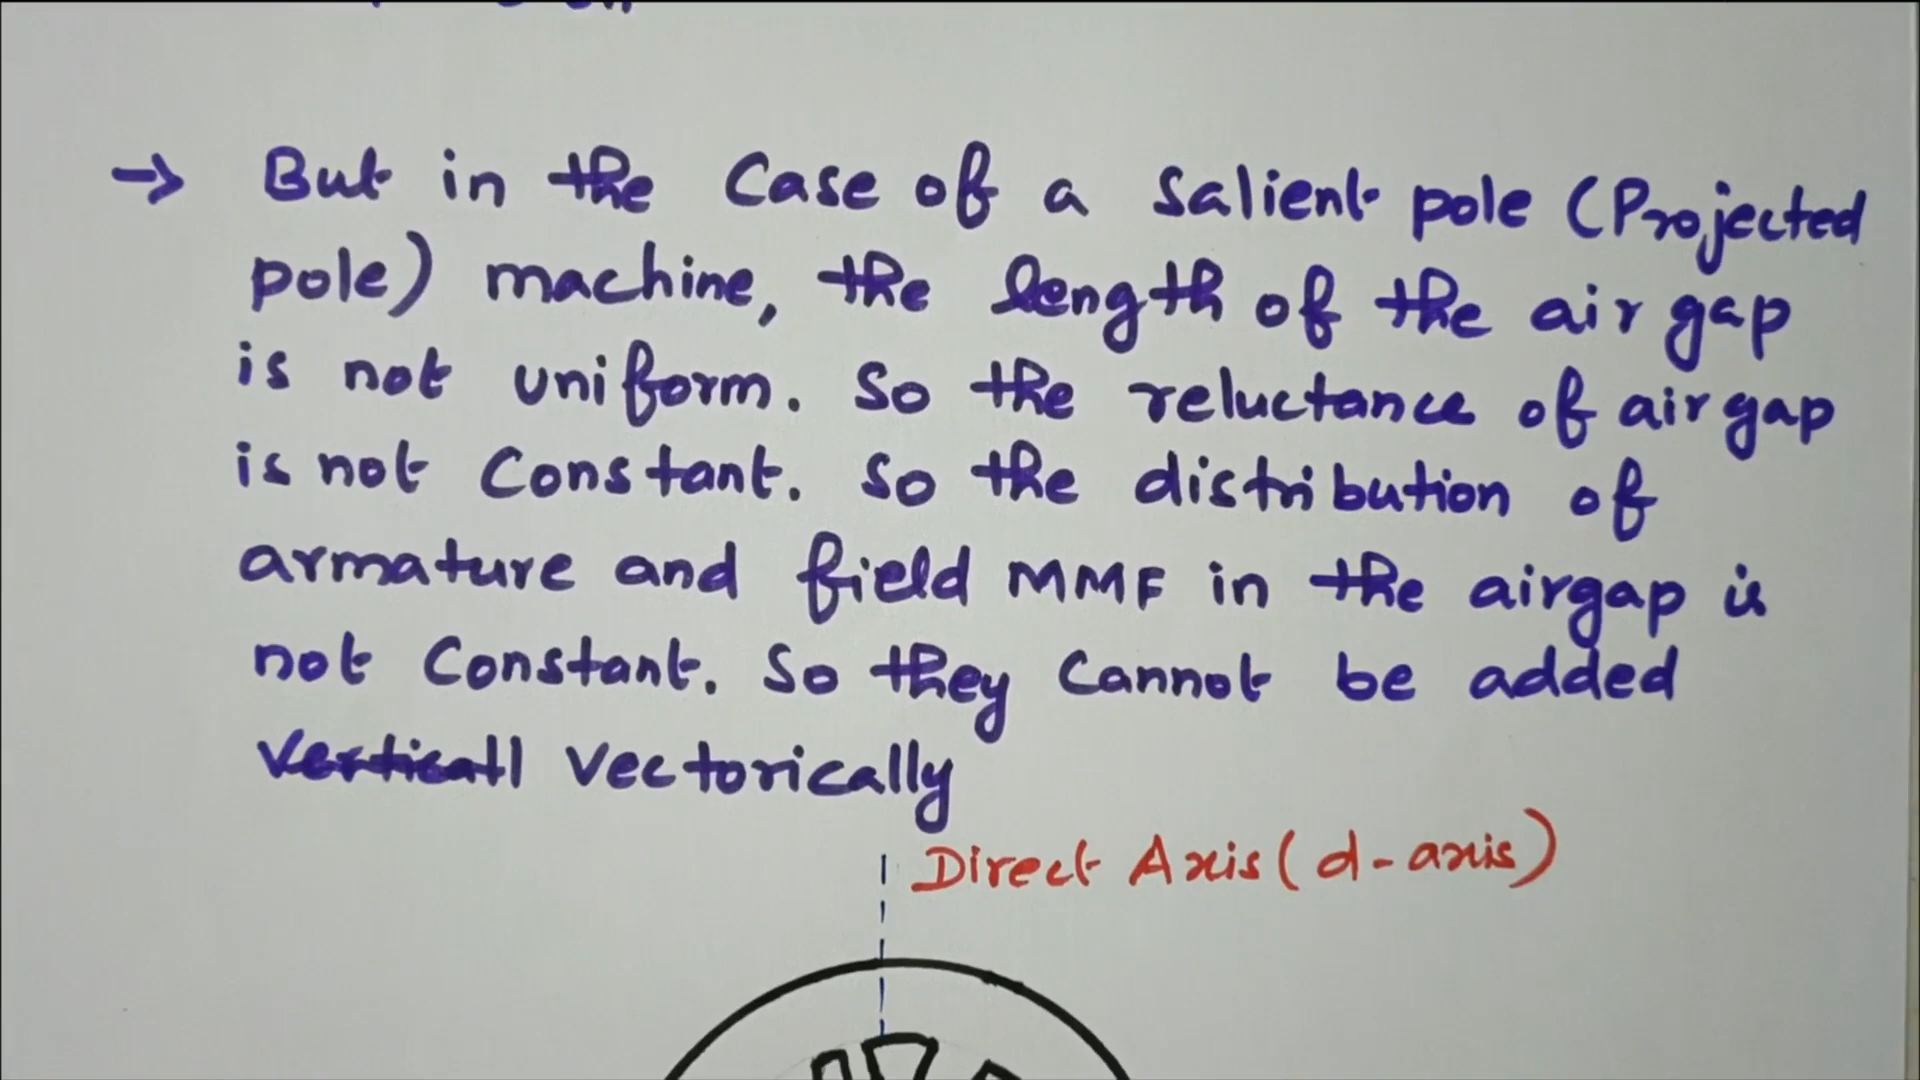 → But in the Case of a Salient pole (Projected
pole) machine, the length of the air gap
is not uniform. So the reluctance of air gap
is not Constant. So the distribution of
armature and field MMF in the airgap is
not Constant. So they Cannot be added
Verticall Vectorically
Direct Axis (d-axis)